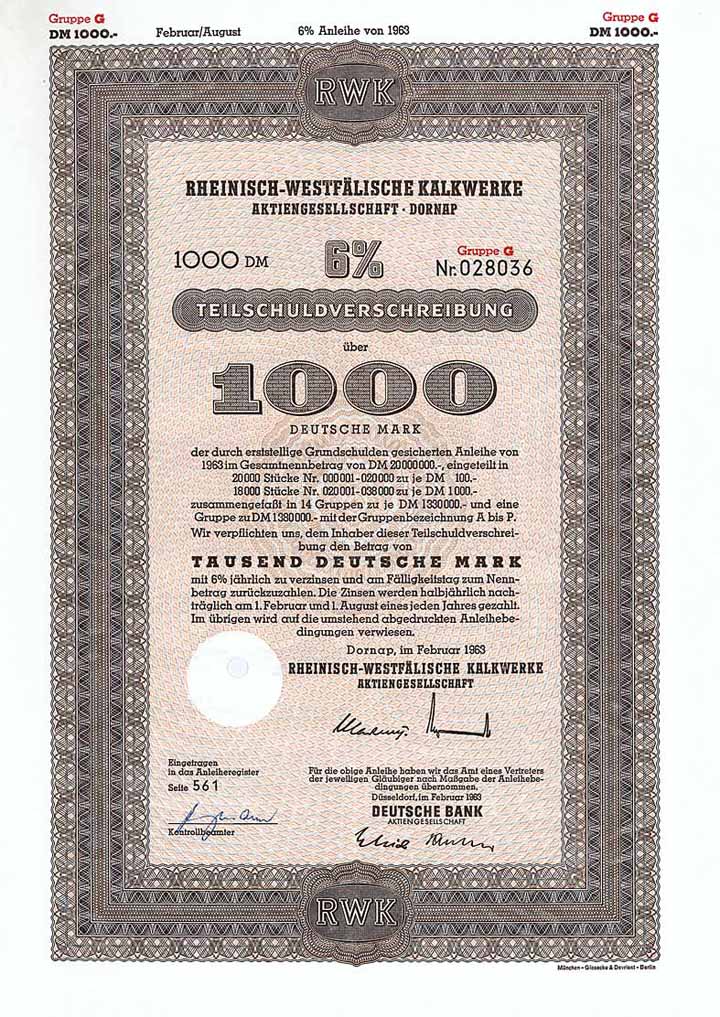 Gruppe G
DM 1000.-
Februar/August
6% Anleihe von 1963
Gruppe G
DM 1000.-
RWK
RHEINISCH-WESTFÄLISCHE KALKWERKE
AKTIENGESELLSCHAFT · DORNAP
1000 DM
6%
Gruppe G
Nr. 028036
TEILSCHULDVERSCHREIBUNG
über
1000
DEUTSCHE MARK
der durch erststellige Grundschulden gesicherten Anleihe von
1963 im Gesamtnennbetrag von DM 20000000.-, eingeteilt in
20000 Stücke Nr. 000001-020000 zu je DM 100.-
18000 Stücke Nr. 020001-038000 zu je DM 1000.-
zusammengefaßt in 14 Gruppen zu je DM 1330000.- und eine
Gruppe zu DM 1380000.- mit der Gruppenbezeichnung A bis P.
Wir verpflichten uns, dem Inhaber dieser Teilschuldverschrei-
bung den Betrag von
TAUSEND DEUTSCHE MARK
mit 6% jährlich zu verzinsen und am Fälligkeitstag zum Nenn-
betrag zurückzuzahlen. Die Zinsen werden halbjährlich nach-
träglich am 1. Februar und 1. August eines jeden Jahres gezahlt.
Im übrigen wird auf die umstehend abgedruckten Anleihebe-
dingungen verwiesen.
Dornap, im Februar 1963
RHEINISCH-WESTFÄLISCHE KALKWERKE
AKTIENGESELLSCHAFT
Eingetragen
in das Anleiheregister
Seite 561
Kontrollbeamter
Für die obige Anleihe haben wir das Amt eines Vertreters
der jeweiligen Gläubiger nach Maßgabe der Anleihebe-
dingungen übernommen.
Düsseldorf, im Februar 1963
DEUTSCHE BANK
AKTIENGESELLSCHAFT
RWK
München - Giesecke & Devrient - Berlin